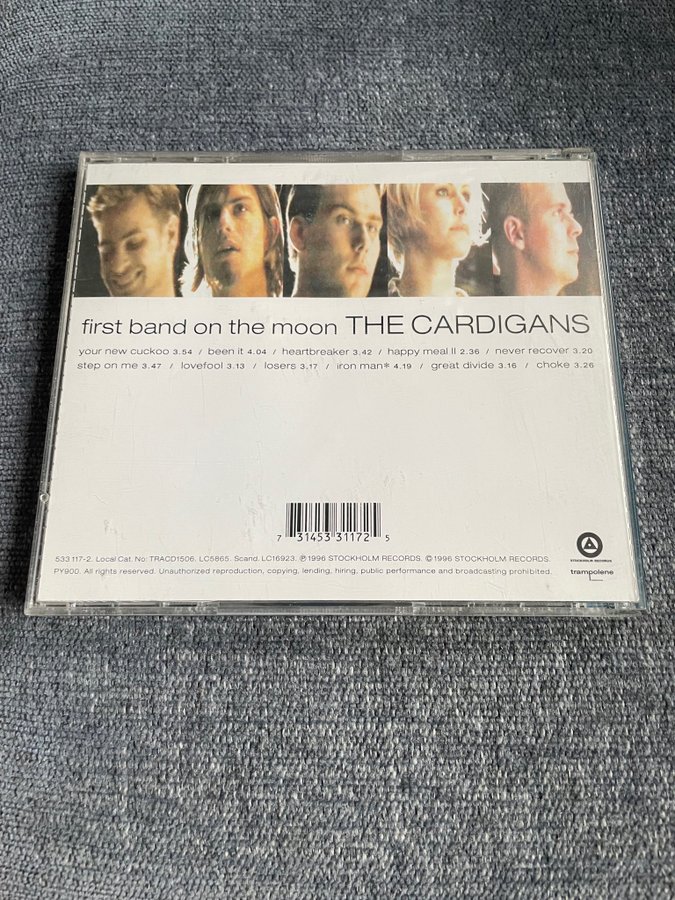 first band on the moon THE CARDIGANS
your new cuckoo 3.54 / been it 4.04 / heartbreaker 3.42 / happy meal II 2.36 / never recover 3.20
step on me 3.47 / lovefool 3.13 / losers 3.17 / iron man* 4.19 / great divide 3.16 / choke 3.26
7 31453 31172 5
533 117-2. Local Cat. No: TRACD1506. LC5865. Scand. LC16923. ℗1996 STOCKHOLM RECORDS. ©1996 STOCKHOLM RECORDS.
PY900. All rights reserved. Unauthorized reproduction, copying, lending, hiring, public performance and broadcasting prohibited.
STOCKHOLM RECORDS
trampolene